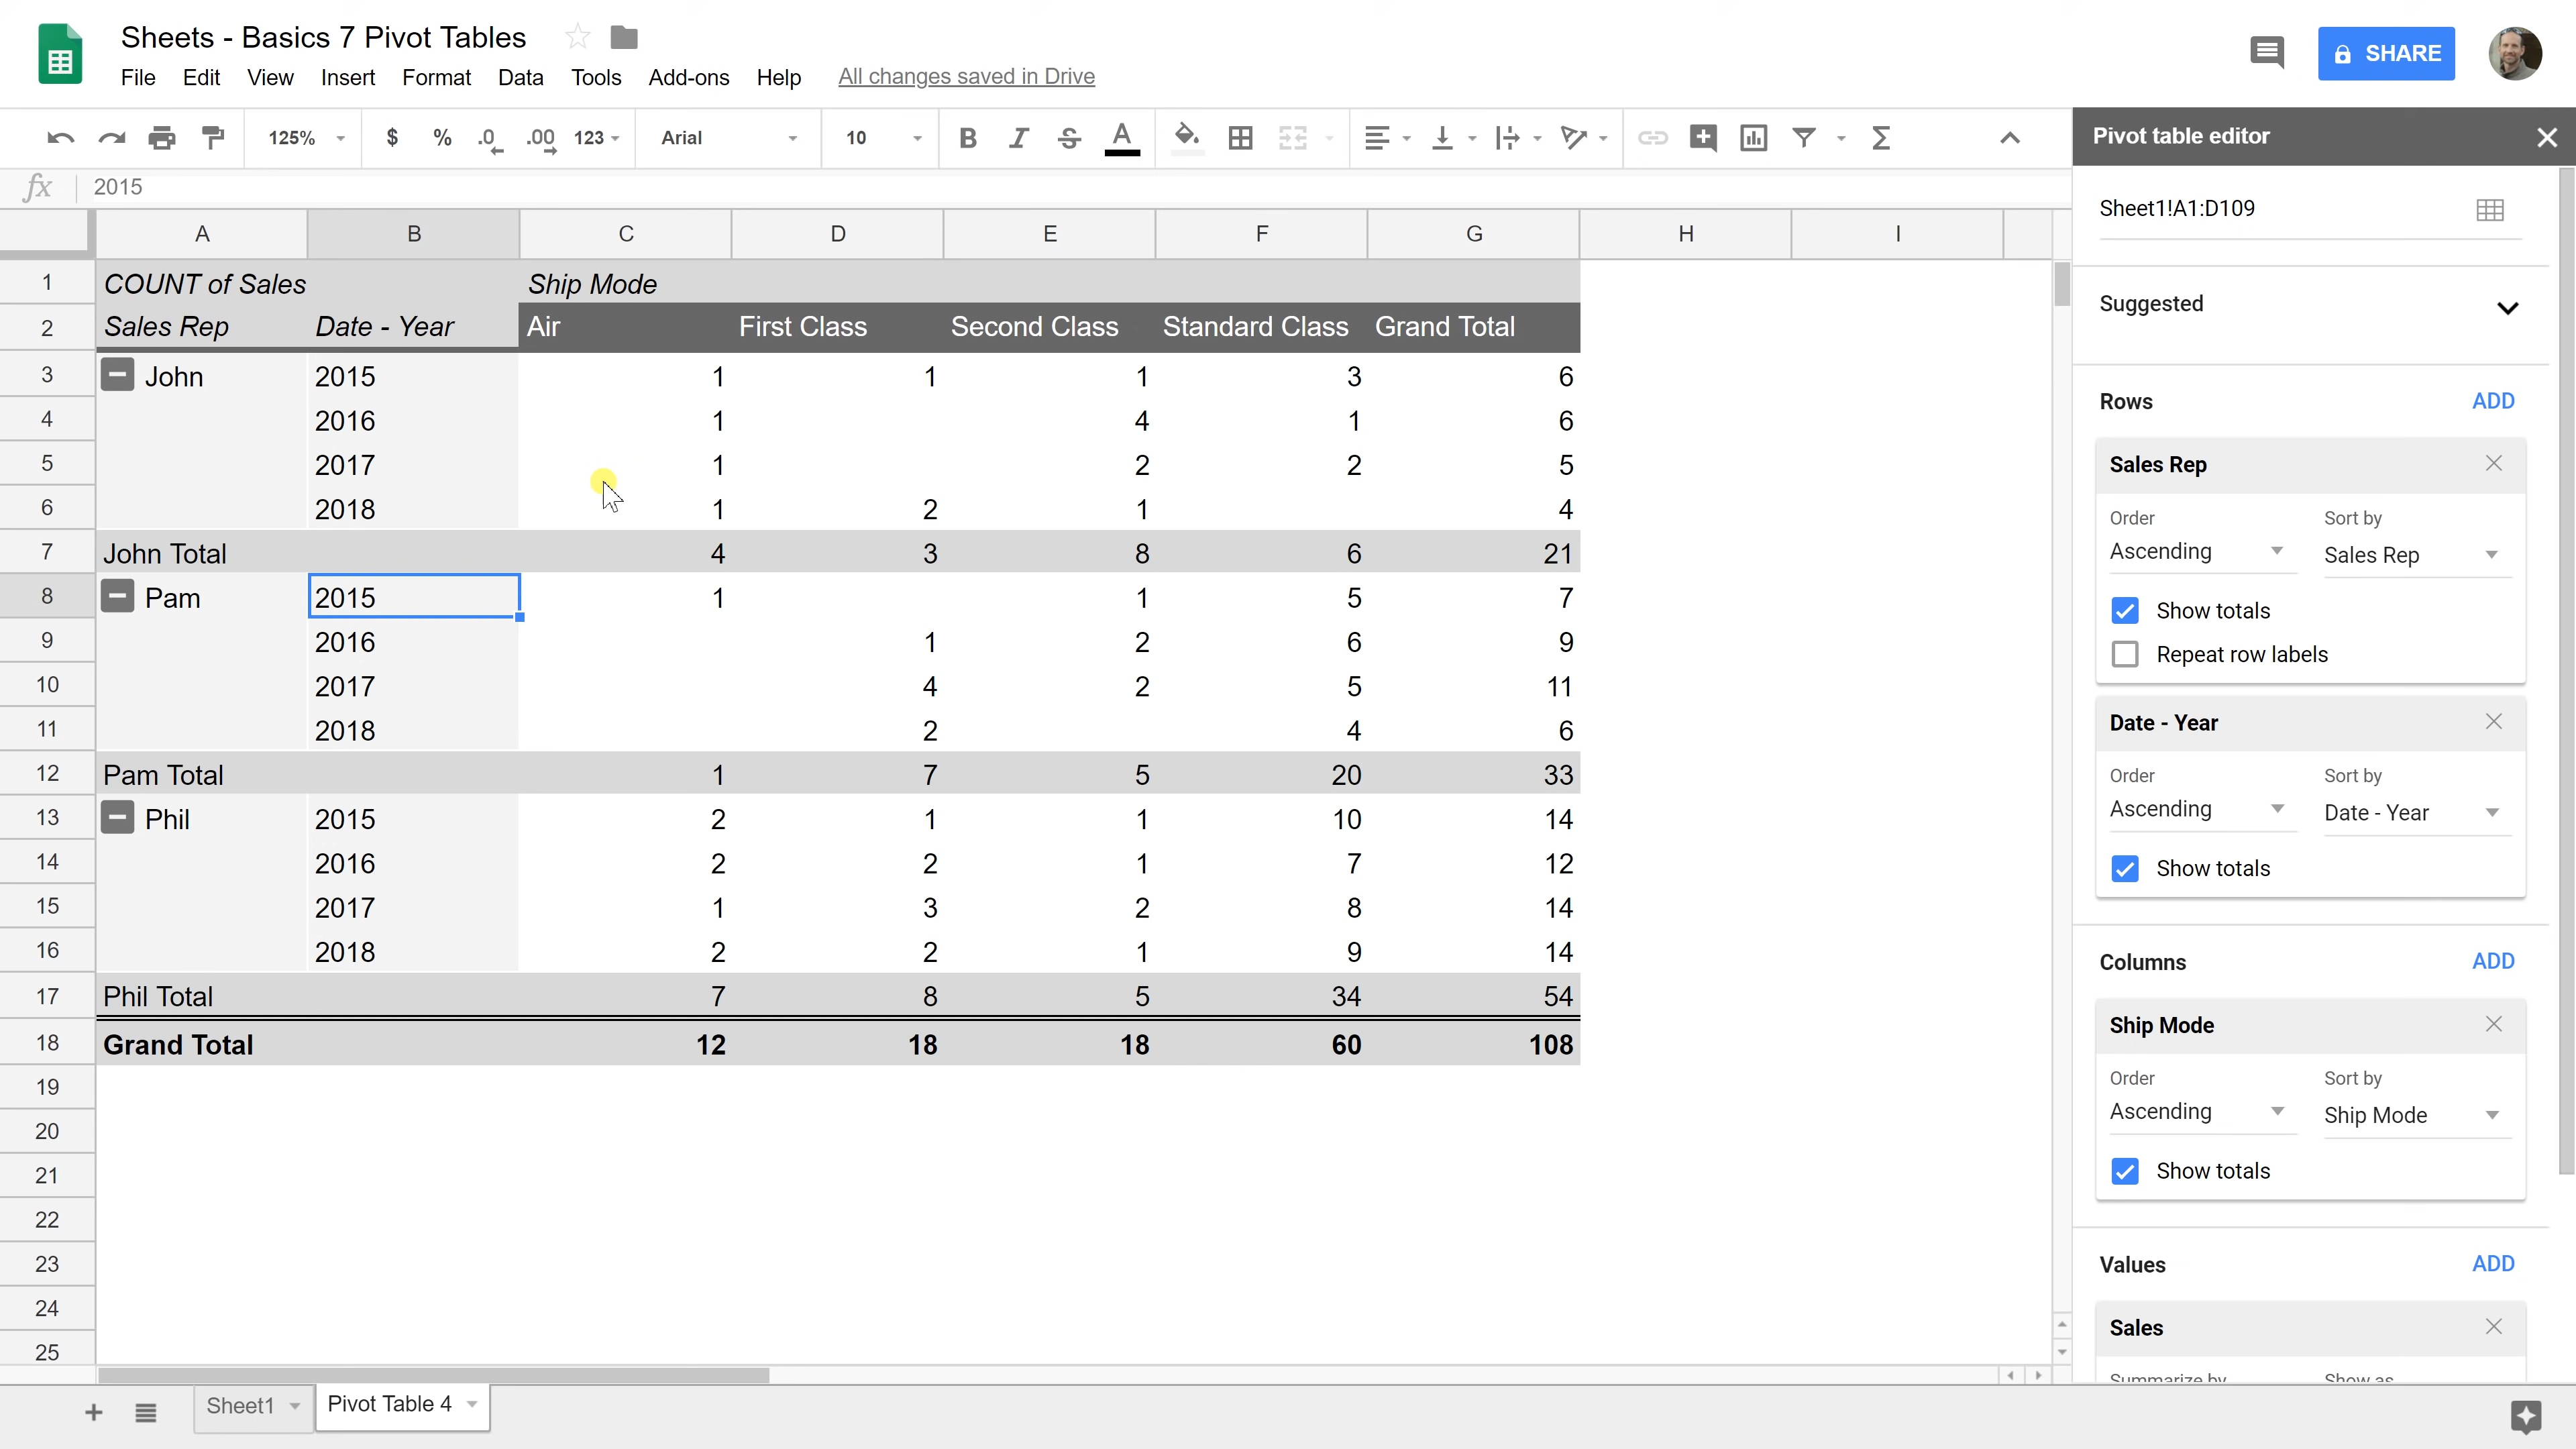 Sheets - Basics 7 Pivot Tables
File Edit View Insert Format Data Tools Add-ons Help All changes saved in Drive
SHARE
125% $ % .0 .00 123 Arial 10 B I S A
Pivot table editor
fx 2015
Sheet1!A1:D109
A B C D E F G H I
1 COUNT of Sales Ship Mode
2 Sales Rep Date - Year Air First Class Second Class Standard Class Grand Total
3 John 2015 1 1 1 3 6
4 2016 1 4 1 6
5 2017 1 2 2 5
6 2018 1 2 1 4
7 John Total 4 3 8 6 21
8 Pam 2015 1 1 5 7
9 2016 1 2 6 9
10 2017 4 2 5 11
11 2018 2 4 6
12 Pam Total 1 7 5 20 33
13 Phil 2015 2 1 1 10 14
14 2016 2 2 1 7 12
15 2017 1 3 2 8 14
16 2018 2 2 1 9 14
17 Phil Total 7 8 5 34 54
18 Grand Total 12 18 18 60 108
19
20
21
22
23
24
25
Suggested
Rows ADD
Sales Rep
Order Sort by
Ascending Sales Rep
Show totals
Repeat row labels
Date - Year
Order Sort by
Ascending Date - Year
Show totals
Columns ADD
Ship Mode
Order Sort by
Ascending Ship Mode
Show totals
Values ADD
Sales
Summarize by Show as
Sheet1 Pivot Table 4